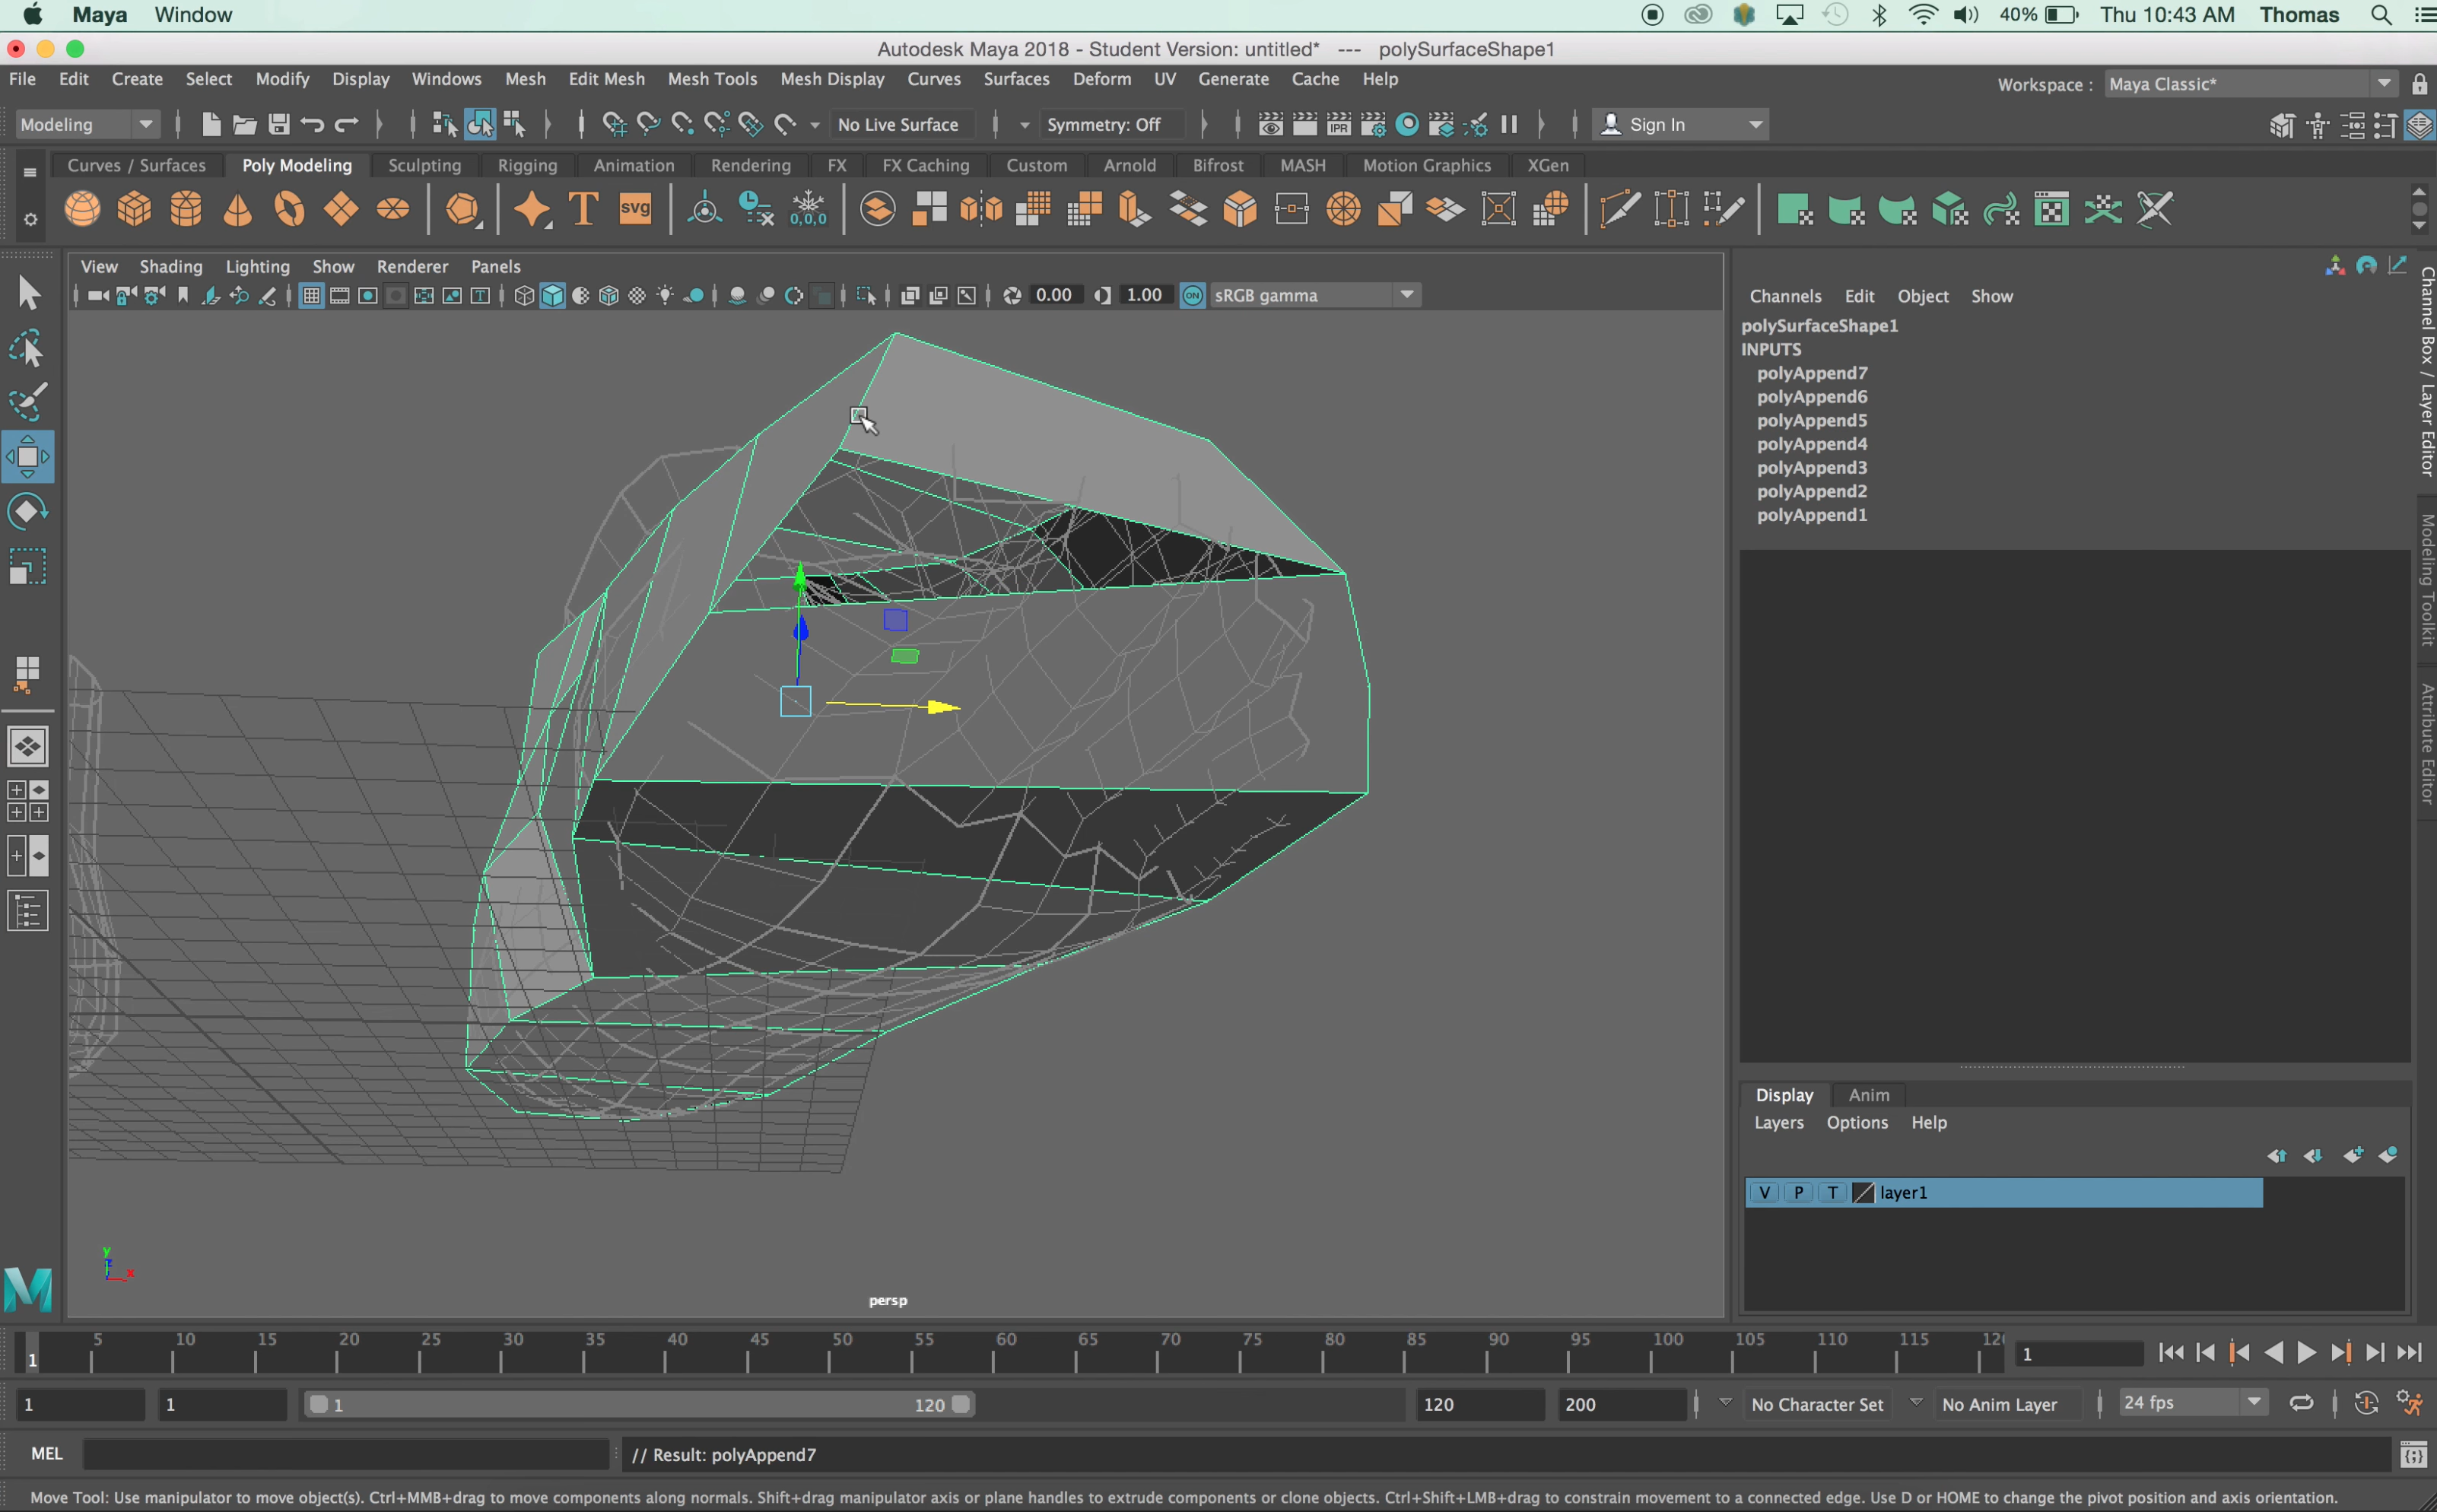 Maya Window 40% Thu 10:43 AM Thomas
Autodesk Maya 2018 - Student Version: untitled* --- polySurfaceShape1
File Edit Create Select Modify Display Windows Mesh Edit Mesh Mesh Tools Mesh Display Curves Surfaces Deform UV Generate Cache Help
Workspace : Maya Classic*
Modeling No Live Surface Symmetry: Off IPR Sign In
Curves / Surfaces Poly Modeling Sculpting Rigging Animation Rendering FX FX Caching Custom Arnold Bifrost MASH Motion Graphics XGen
T svg 0,0,0
View Shading Lighting Show Renderer Panels
0.00 1.00 ON sRGB gamma
Channels Edit Object Show
polySurfaceShape1
INPUTS
polyAppend7
polyAppend6
polyAppend5
polyAppend4
polyAppend3
polyAppend2
polyAppend1
Channel Box / Layer Editor
Modeling Toolkit
Attribute Editor
Display Anim
Layers Options Help
V P T layer1
y
z
x
persp
5 10 15 20 25 30 35 40 45 50 55 60 65 70 75 80 85 90 95 100 105 110 115
1 1
1 1 1 120 120 200 No Character Set No Anim Layer 24 fps
MEL // Result: polyAppend7
Move Tool: Use manipulator to move object(s). Ctrl+MMB+drag to move components along normals. Shift+drag manipulator axis or plane handles to extrude components or clone objects. Ctrl+Shift+LMB+drag to constrain movement to a connected edge. Use D or HOME to change the pivot position and axis orientation.